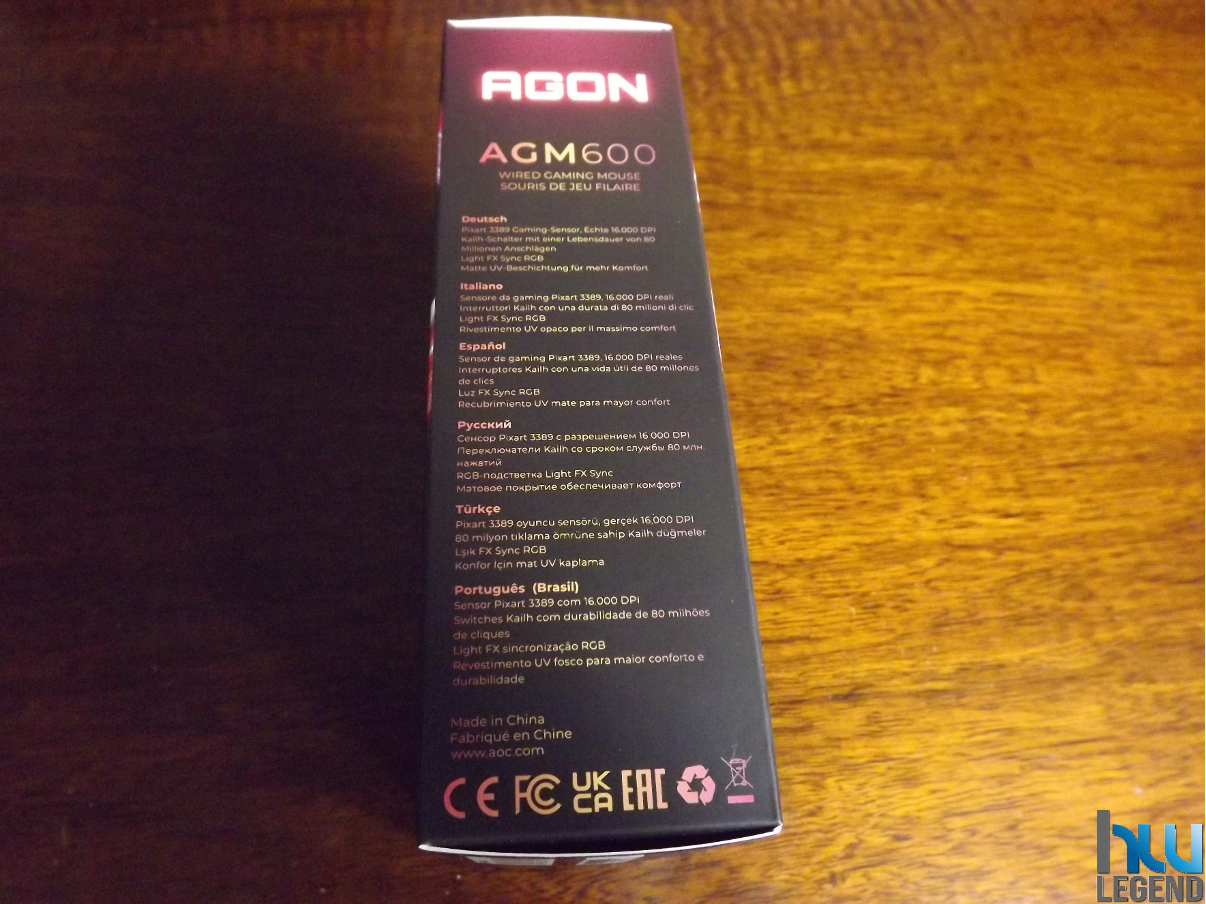 AGON
AGM600
WIRED GAMING MOUSE
SOURIS DE JEU FILAIRE
Deutsch
Pixart 3389 Gaming-Sensor, Echte 16.000 DPI
Kailh-Schalter mit einer Lebensdauer von 80
Millionen Anschlägen
Light FX Sync RGB
Matte UV-Beschichtung für mehr Komfort
Italiano
Sensore da gaming Pixart 3389, 16.000 DPI reali
Interruttori Kailh con una durata di 80 milioni di clic
Light FX Sync RGB
Rivestimento UV opaco per il massimo comfort
Español
Sensor de gaming Pixart 3389, 16.000 DPI reales
Interruptores Kailh con una vida útil de 80 millones
de clics
Luz FX Sync RGB
Recubrimiento UV mate para mayor confort
Русский
Сенсор Pixart 3389 с разрешением 16 000 DPI
Переключатели Kailh со сроком службы 80 млн.
нажатий
RGB-подстветка Light FX Sync
Матовое покрытие обеспечивает комфорт
Türkçe
Pixart 3389 oyuncu sensörü, gerçek 16,000 DPI
80 milyon tıklama ömrüne sahip Kailh düğmeler
Lşık FX Sync RGB
Konfor İçin mat UV kaplama
Português (Brasil)
Sensor Pixart 3389 com 16.000 DPI
Switches Kailh com durabilidade de 80 milhões
de cliques
Light FX sincronização RGB
Revestimento UV fosco para maior conforto e
durabilidade
Made in China
Fabriqué en Chine
www.aoc.com
CE FC UK CA EAC
LEGEND